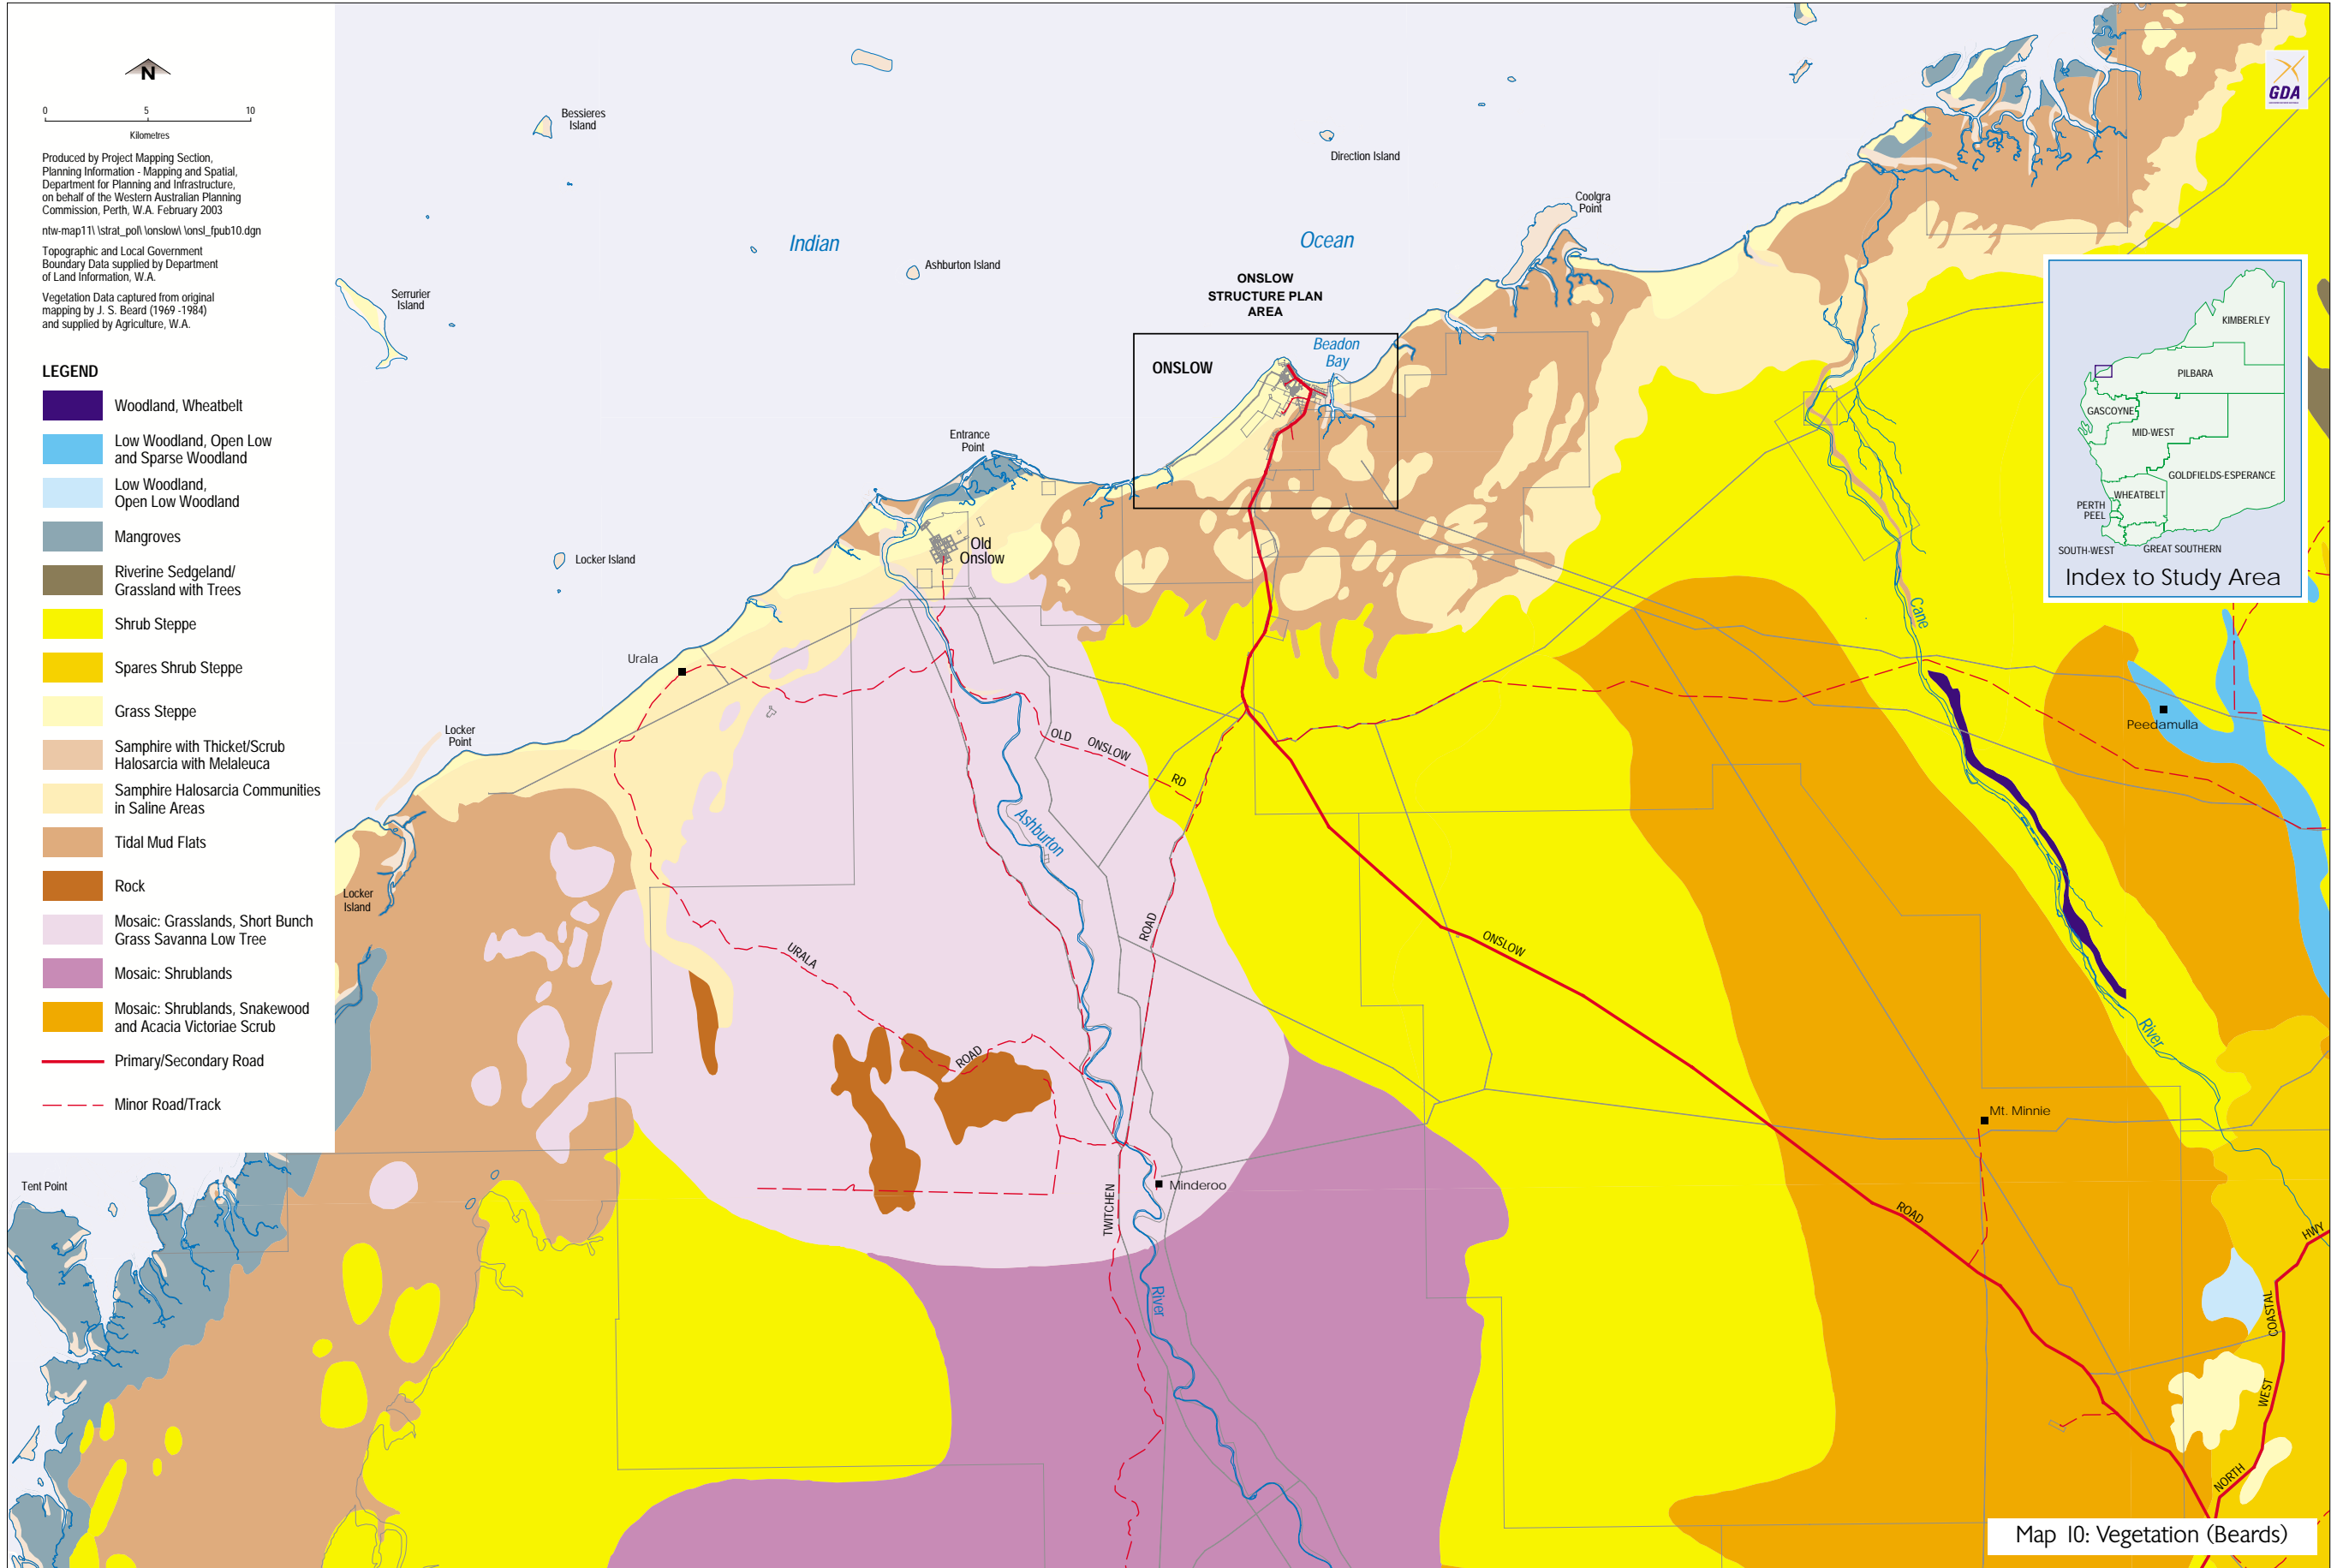 N
0 5 10
Kilometres
Produced by Project Mapping Section,
Planning Information - Mapping and Spatial,
Department for Planning and Infrastructure,
on behalf of the Western Australian Planning
Commission, Perth, W.A. February 2003
ntw-map11\ \strat_pol\ \onslow\ \onsl_fpub10.dgn
Topographic and Local Government
Boundary Data supplied by Department
of Land Information, W.A.
Vegetation Data captured from original
mapping by J. S. Beard (1969 -1984)
and supplied by Agriculture, W.A.
LEGEND
Woodland, Wheatbelt
Low Woodland, Open Low
and Sparse Woodland
Low Woodland,
Open Low Woodland
Mangroves
Riverine Sedgeland/
Grassland with Trees
Shrub Steppe
Spares Shrub Steppe
Grass Steppe
Samphire with Thicket/Scrub
Halosarcia with Melaleuca
Samphire Halosarcia Communities
in Saline Areas
Tidal Mud Flats
Rock
Mosaic: Grasslands, Short Bunch
Grass Savanna Low Tree
Mosaic: Shrublands
Mosaic: Shrublands, Snakewood
and Acacia Victoriae Scrub
Primary/Secondary Road
Minor Road/Track
Bessieres
Island
Direction Island
Coolgra
Point
Indian
Ocean
Ashburton Island
Serrurier
Island
ONSLOW
STRUCTURE PLAN
AREA
Beadon
Bay
ONSLOW
Entrance
Point
Old
Onslow
Locker Island
Urala
Locker
Point
Locker
Island
OLD ONSLOW
RD
Ashburton
ROAD
URALA
ROAD
ONSLOW
ROAD
Cane
Peedamulla
River
Mt. Minnie
Minderoo
TWITCHEN
River
Tent Point
HWY
COASTAL
WEST
NORTH
GDA
KIMBERLEY
PILBARA
GASCOYNE
MID-WEST
GOLDFIELDS-ESPERANCE
WHEATBELT
PERTH
PEEL
SOUTH-WEST
GREAT SOUTHERN
Index to Study Area
Map 10: Vegetation (Beards)